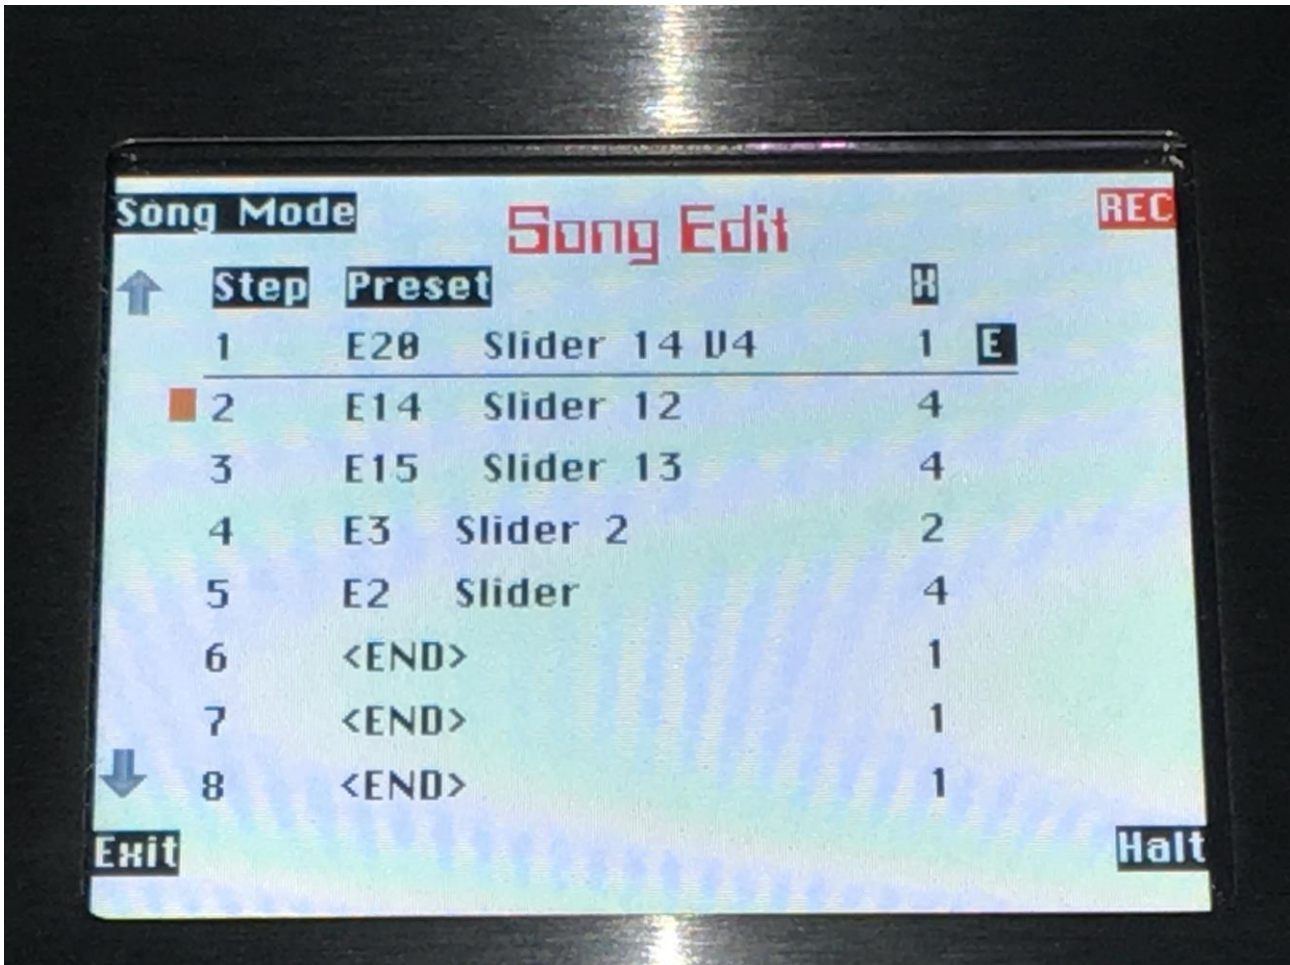 Song Mode Song Edit REC
Step Preset X
1 E20 Slider 14 V4 1 E
2 E14 Slider 12 4
3 E15 Slider 13 4
4 E3 Slider 2 2
5 E2 Slider 4
6 <END> 1
7 <END> 1
8 <END> 1
Exit Halt